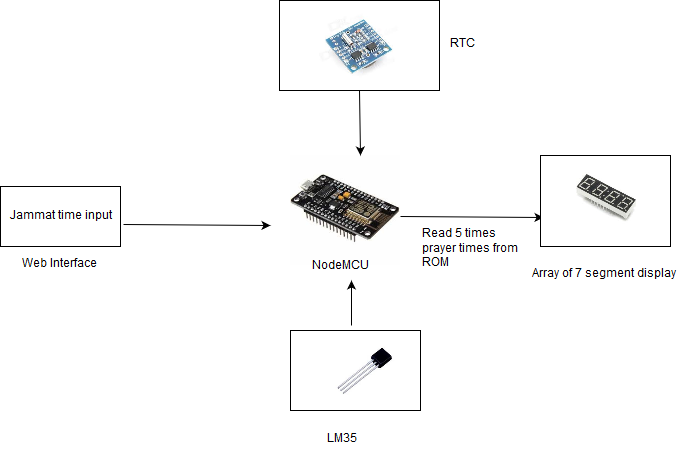 RTC
Jammat time input
Web Interface
NodeMCU
Read 5 times
prayer times from
ROM
Array of 7 segment display
LM35